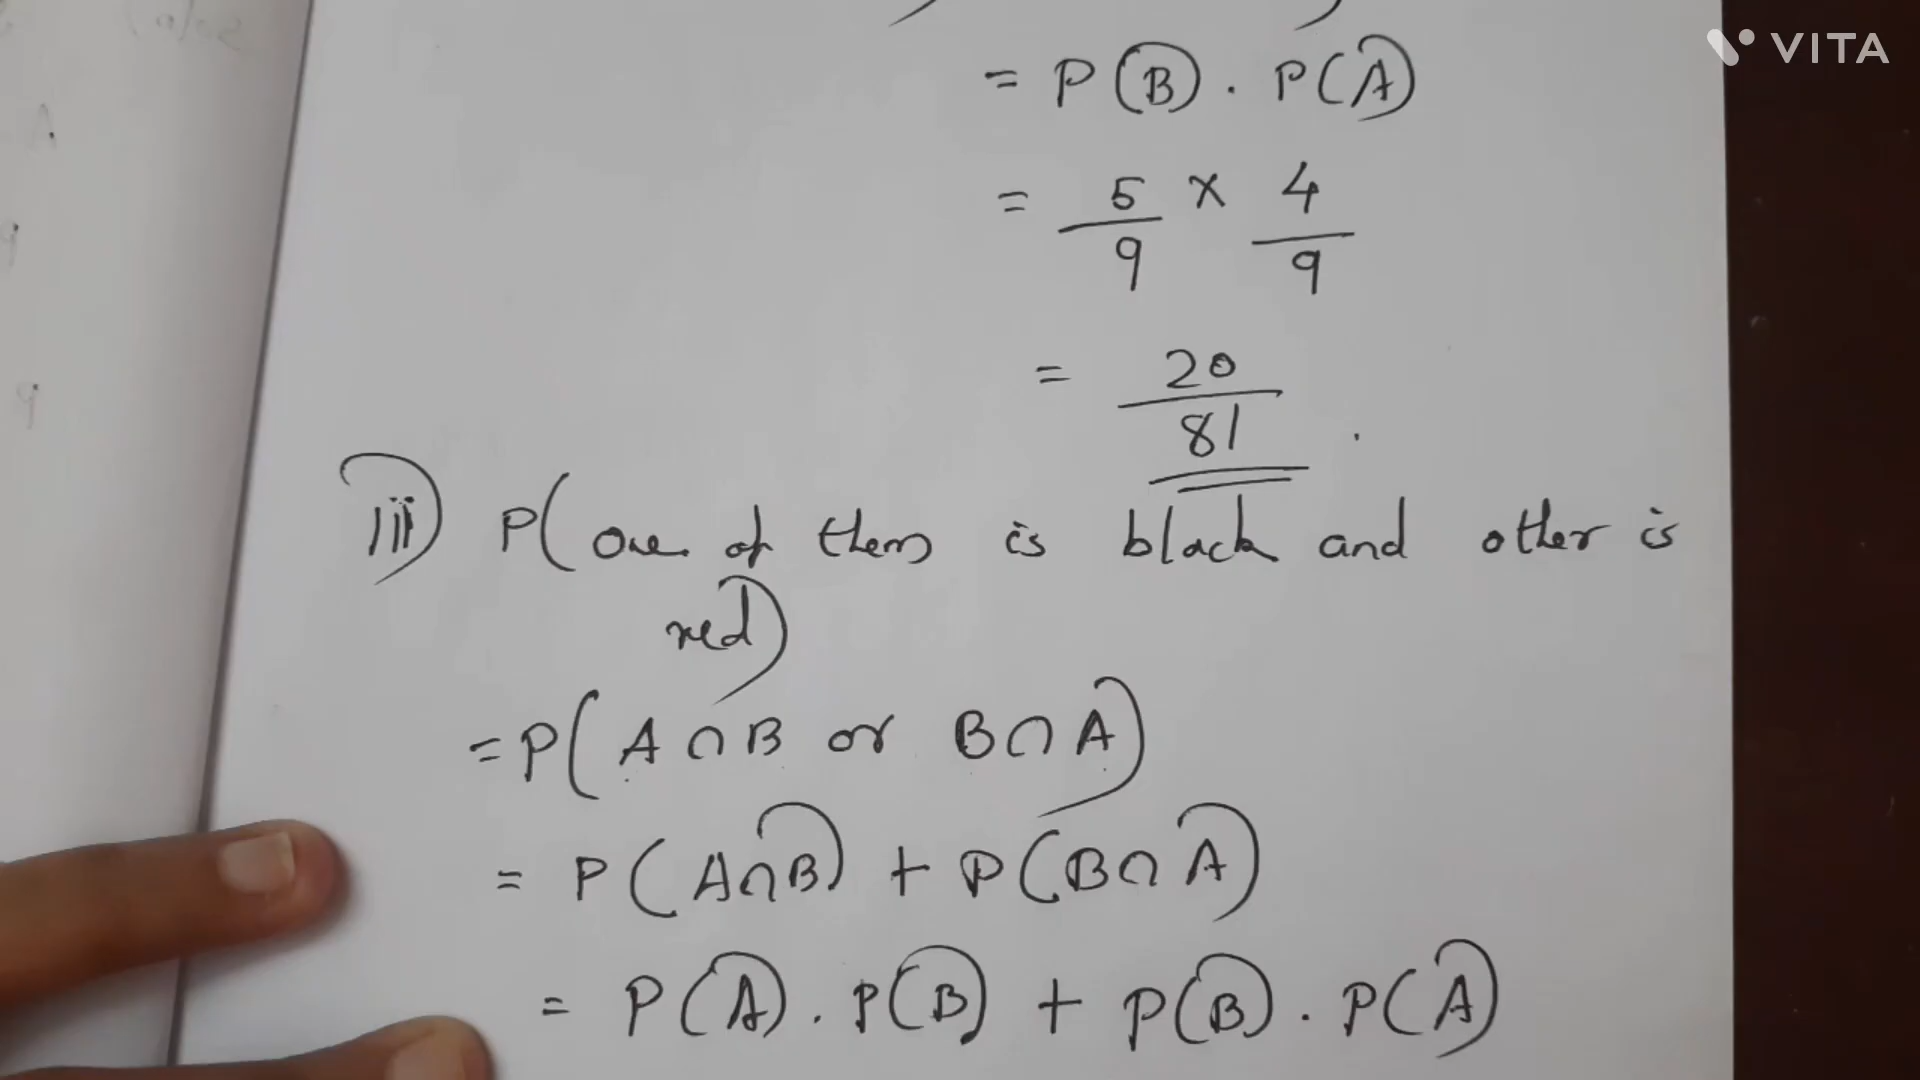 VITA
= P(B) . P(A)
= 5/9 × 4/9
= 20/81 .
iii) P( one of them is black and other is
red)
= P( A ∩ B or B ∩ A)
= P( A∩B) + P(B∩A)
= P(A) . P(B) + P(B) . P(A)